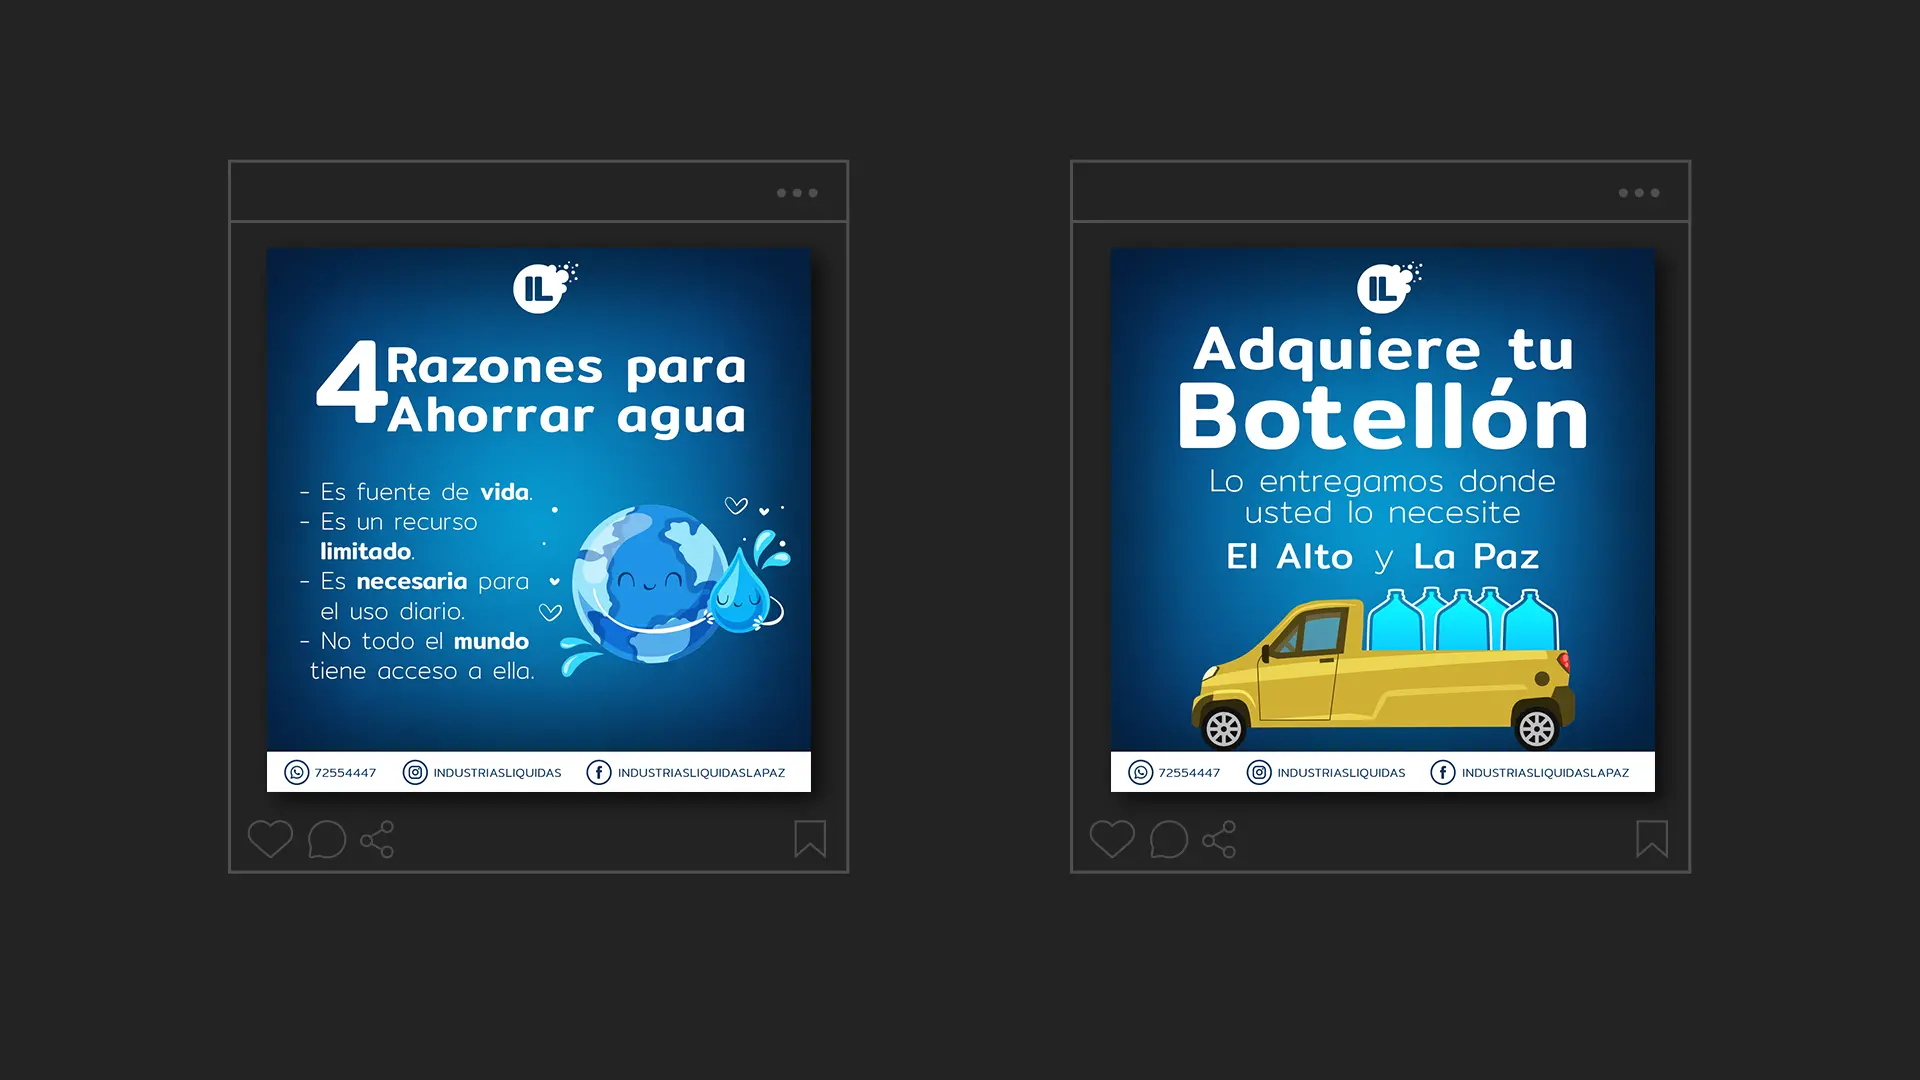 IL
4 Razones para
Ahorrar agua
- Es fuente de vida.
- Es un recurso
limitado.
- Es necesaria para
el uso diario.
- No todo el mundo
tiene acceso a ella.
72554447 INDUSTRIASLIQUIDAS INDUSTRIASLIQUIDASLAPAZ
IL
Adquiere tu
Botellón
Lo entregamos donde
usted lo necesite
El Alto y La Paz
72554447 INDUSTRIASLIQUIDAS INDUSTRIASLIQUIDASLAPAZ